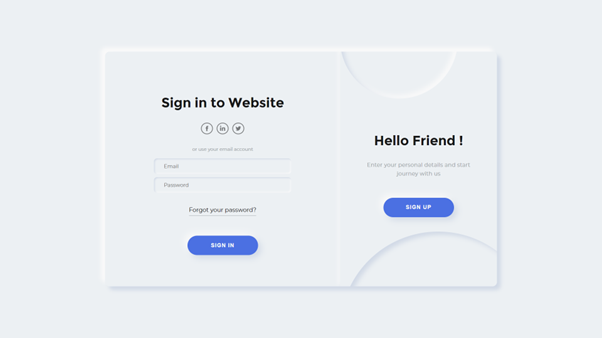 Sign in to Website
f in
or use your email account
Email
Password
Forgot your password?
SIGN IN
Hello Friend !
Enter your personal details and start
journey with us
SIGN UP